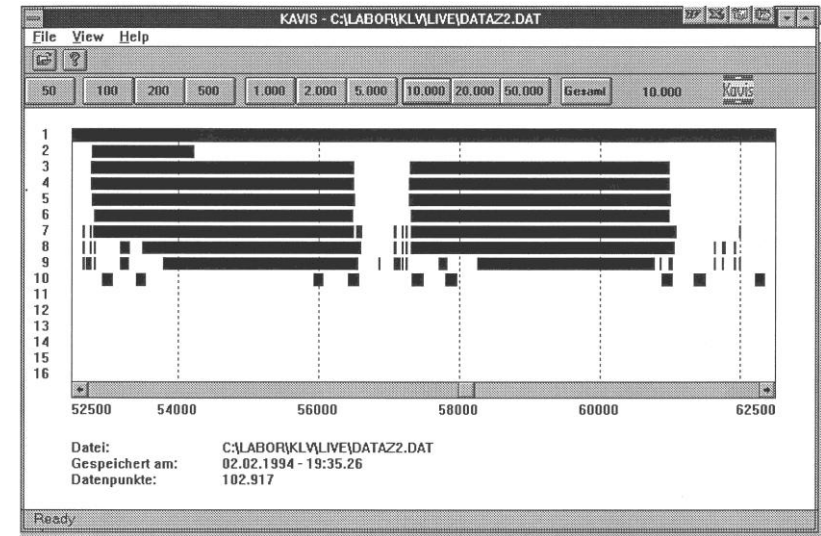 KAVIS - C:\LABOR\KLV\LIVE\DATAZ2.DAT
File View Help
50 100 200 500 1.000 2.000 5.000 10.000 20.000 50.000 Gesamt 10.000 Kavis
1
2
3
4
5
6
7
8
9
10
11
12
13
14
15
16
52500 54000 56000 58000 60000 62500
Datei: C:\LABOR\KLV\LIVE\DATAZ2.DAT
Gespeichert am: 02.02.1994 - 19:35.26
Datenpunkte: 102.917
Ready